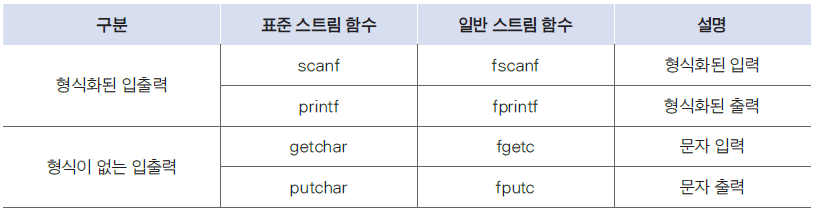 구분 표준 스트림 함수 일반 스트림 함수 설명
형식화된 입출력 scanf fscanf 형식화된 입력
printf fprintf 형식화된 출력
형식이 없는 입출력 getchar fgetc 문자 입력
putchar fputc 문자 출력